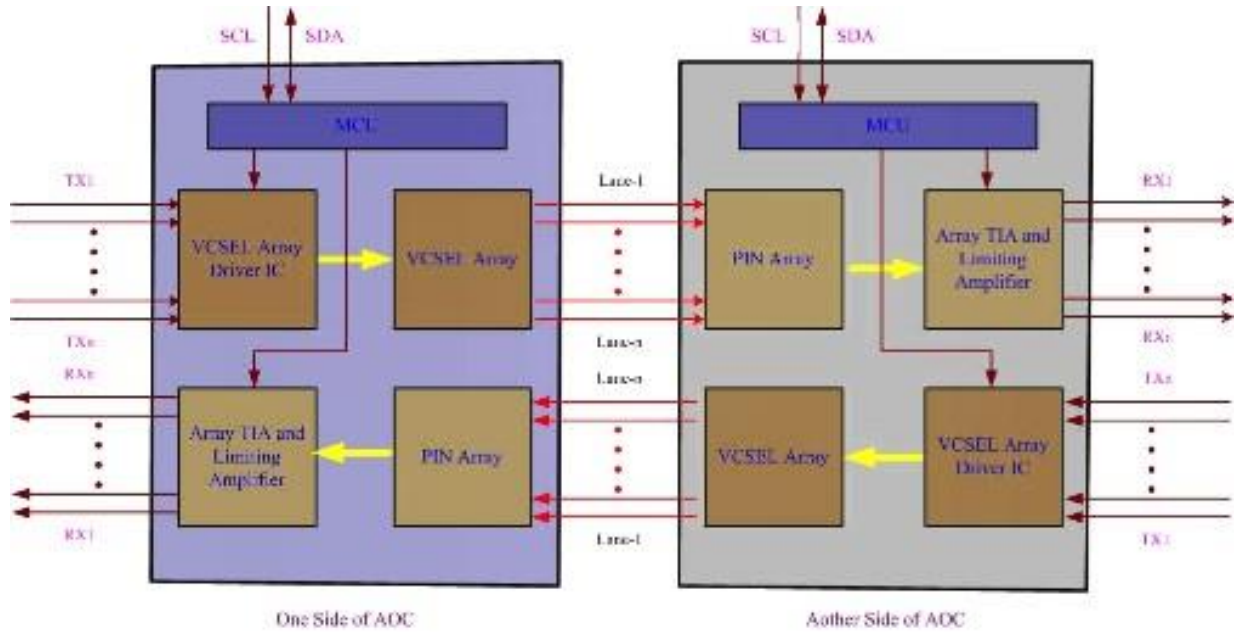 SCL SDA SCL SDA
MCU MCU
TX1 Lane-1 RX1
VCSEL Array
Driver IC
VCSEL Array
PIN Array
Array TIA and
Limiting
Amplifier
TXn Lane-n RXn
RXn Lane-n TXn
Array TIA and
Limiting
Amplifier
PIN Array
VCSEL Array
VCSEL Array
Driver IC
RX1 Lane-1 TX1
One Side of AOC Aother Side of AOC